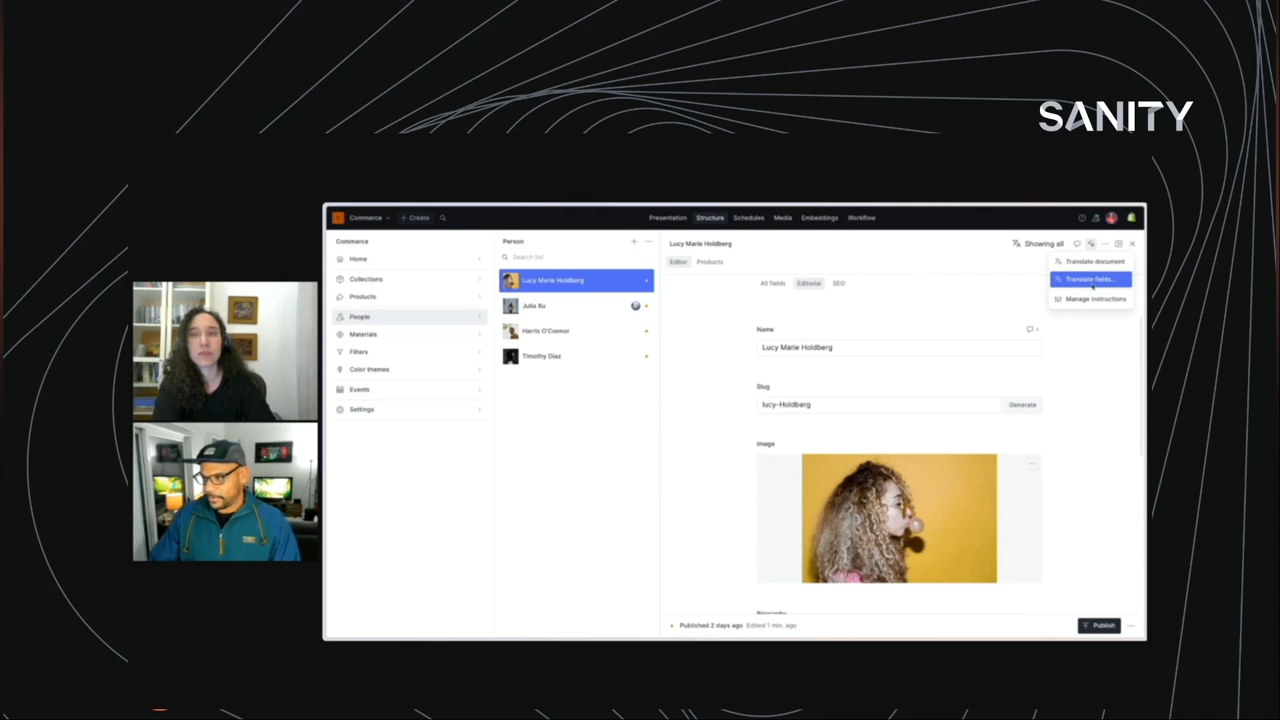 SANITY
Commerce
Create
Presentation
Structure
Schedules
Media
Embeddings
Workflow
Commerce
Home
Collections
Products
People
Materials
Filters
Color themes
Events
Settings
Person
Search list
Lucy Marie Holdberg
Julia Xu
Harris O'Connor
Timothy Diaz
Lucy Marie Holdberg
Showing all
Editor
Products
Translate document
Translate fields...
Manage instructions
All fields
Editorial
SEO
Name
1
Lucy Marie Holdberg
Slug
lucy-Holdberg
Generate
Image
Biography
Published 2 days ago
Edited 1 min. ago
Publish